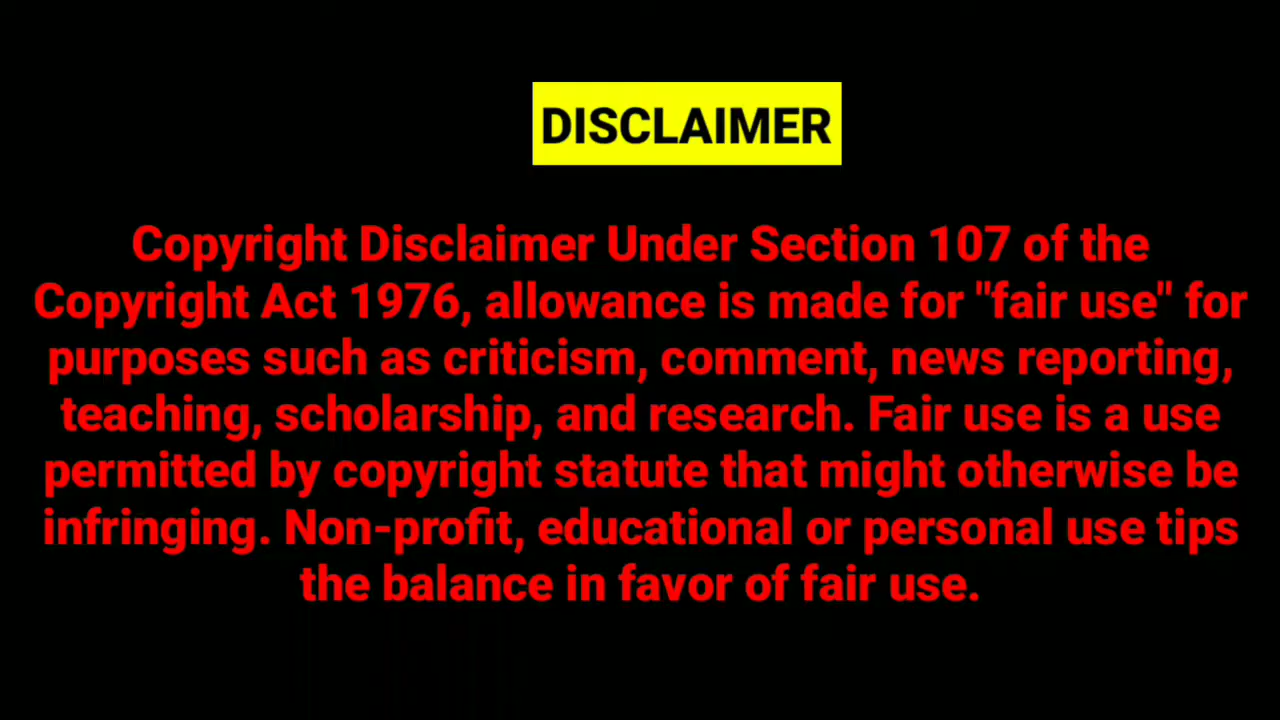 DISCLAIMER
Copyright Disclaimer Under Section 107 of the
Copyright Act 1976, allowance is made for "fair use" for
purposes such as criticism, comment, news reporting,
teaching, scholarship, and research. Fair use is a use
permitted by copyright statute that might otherwise be
infringing. Non-profit, educational or personal use tips
the balance in favor of fair use.